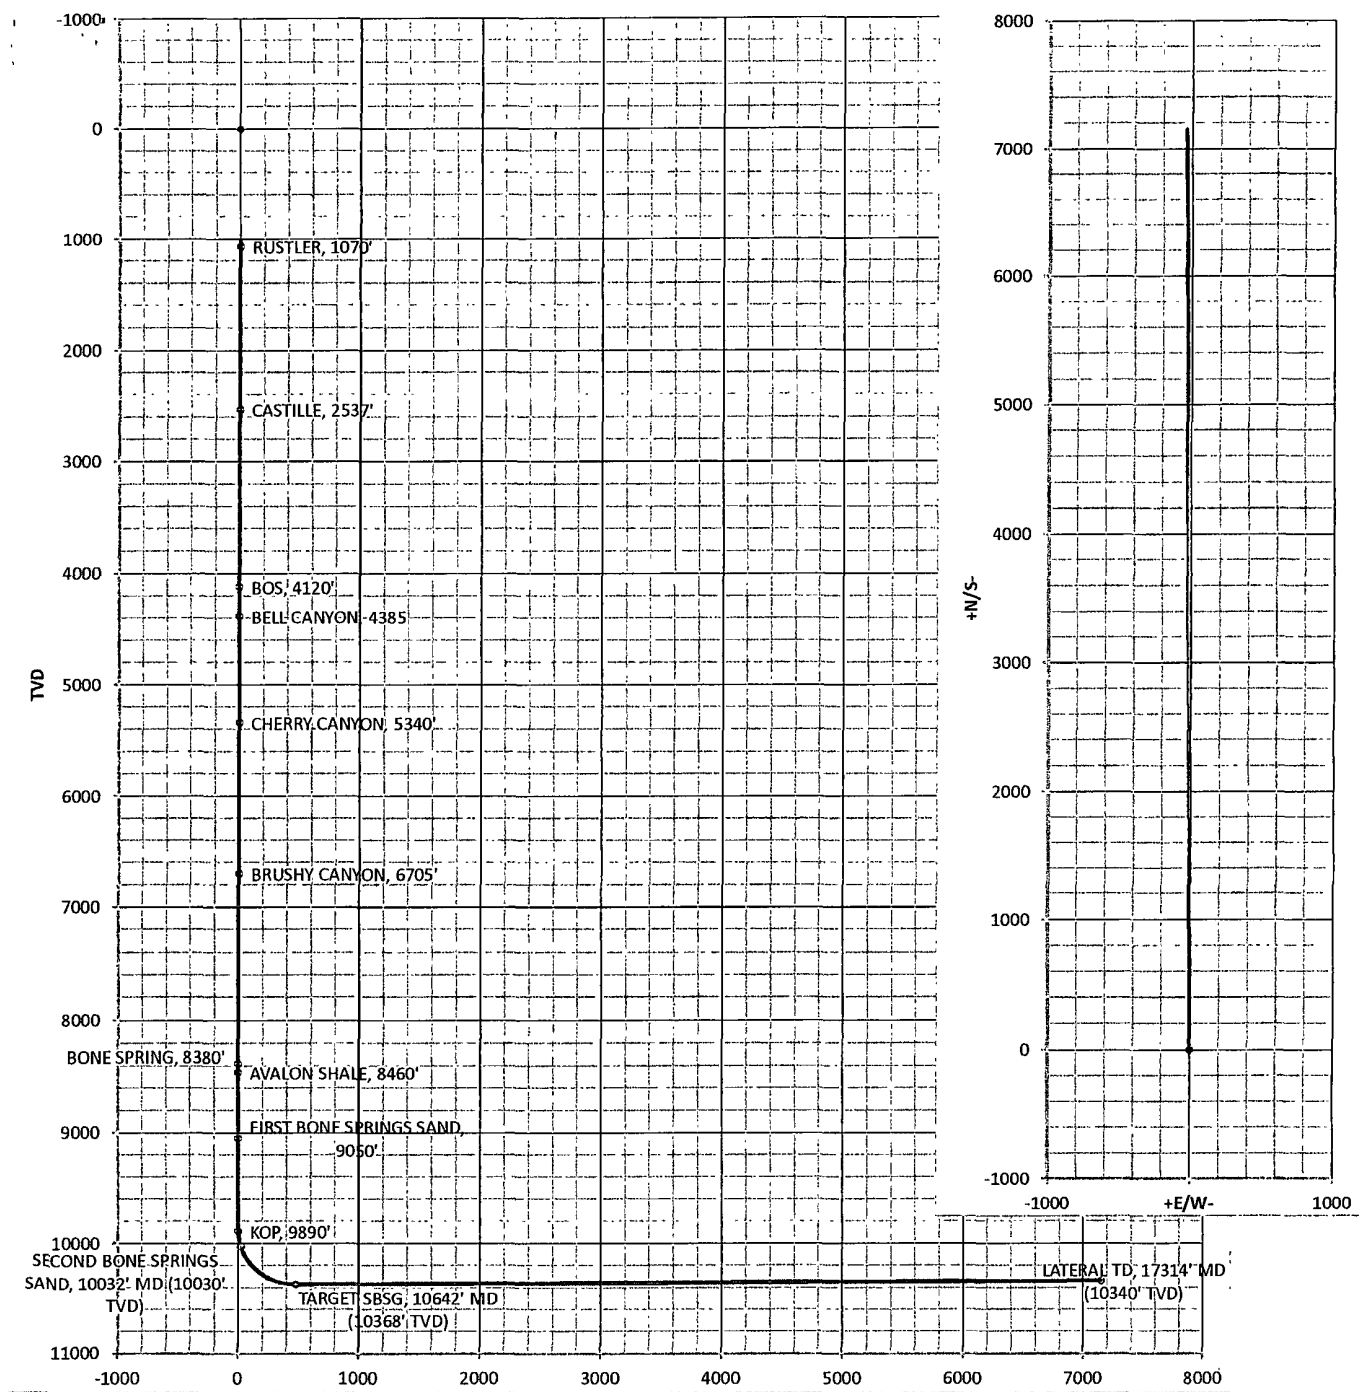 -1000
0
1000
2000
3000
4000
5000
6000
7000
8000
9000
10000
11000
TVD
RUSTLER, 1070'
CASTILLE, 2537'
BOS, 4120'
BELL CANYON, 4385
CHERRY CANYON, 5340'
BRUSHY CANYON, 6705'
BONE SPRING, 8380'
AVALON SHALE, 8460'
FIRST BONE SPRINGS SAND,
9050'
KOP, 9890'
SECOND BONE SPRINGS
SAND, 10032' MD (10030'
TVD)
TARGET SBSG, 10642' MD
(10368' TVD)
LATERAL TD, 17314' MD
(10340' TVD)
-1000
0
1000
2000
3000
4000
5000
6000
7000
8000
8000
7000
6000
5000
4000
3000
2000
1000
0
-1000
+N/S-
-1000
+E/W-
1000